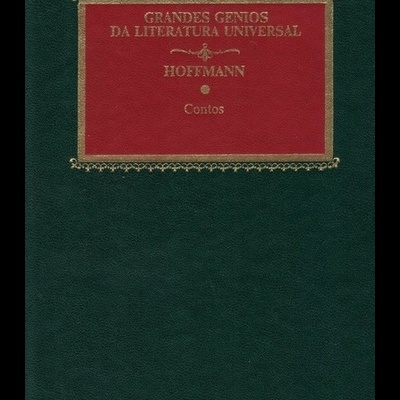 GRANDES GENIOS
DA LITERATURA UNIVERSAL
HOFFMANN
Contos